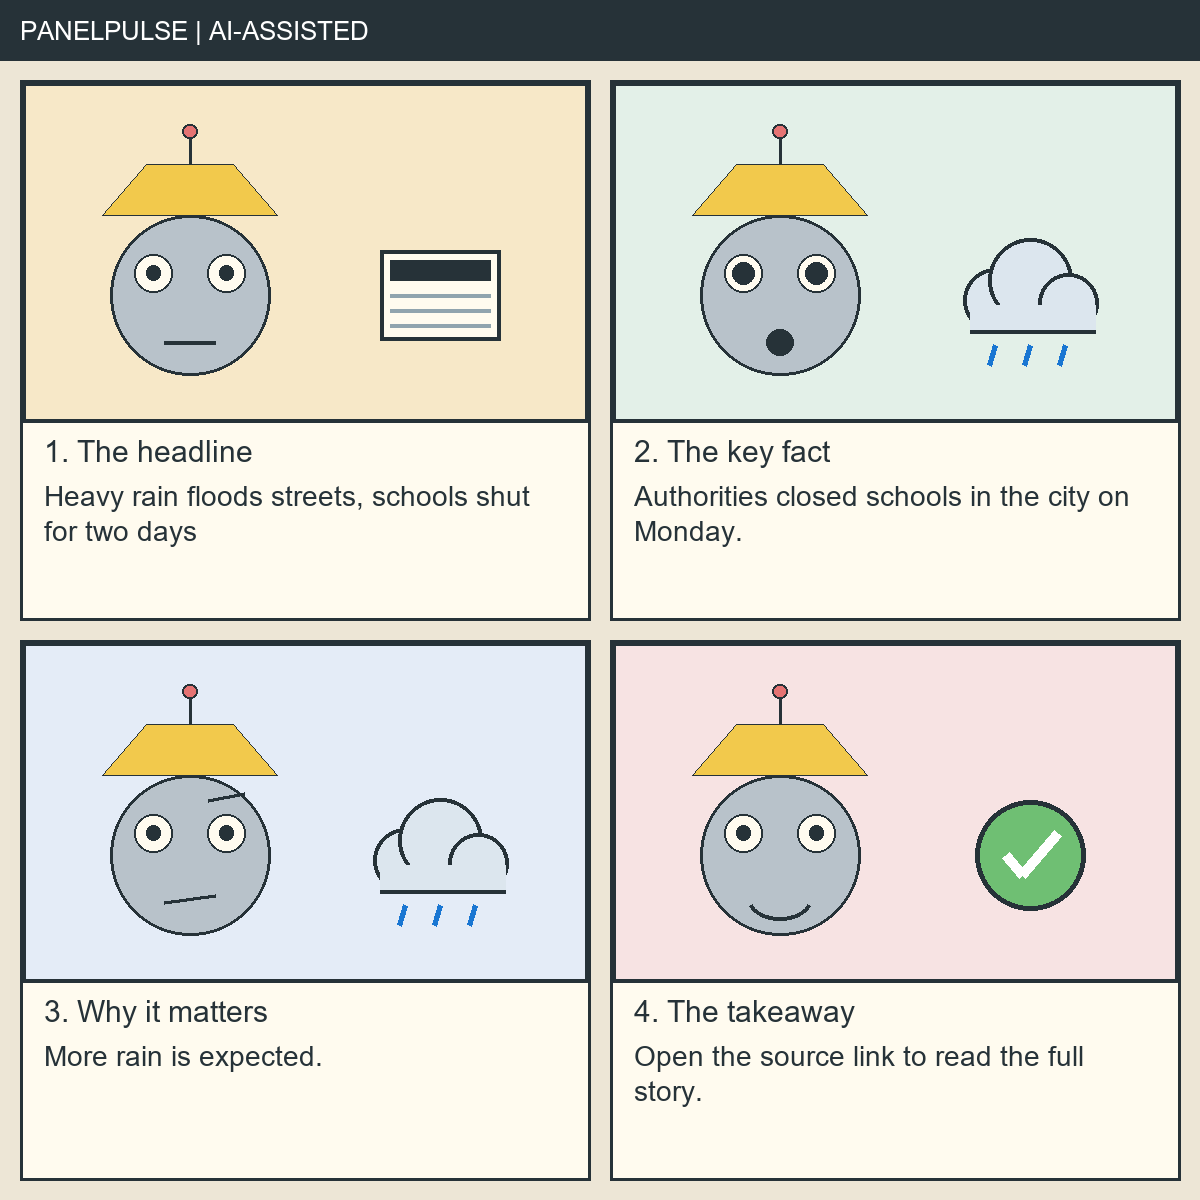 PANELPULSE | AI-ASSISTED
1. The headline
Heavy rain floods streets, schools shut
for two days
2. The key fact
Authorities closed schools in the city on
Monday.
3. Why it matters
More rain is expected.
4. The takeaway
Open the source link to read the full
story.